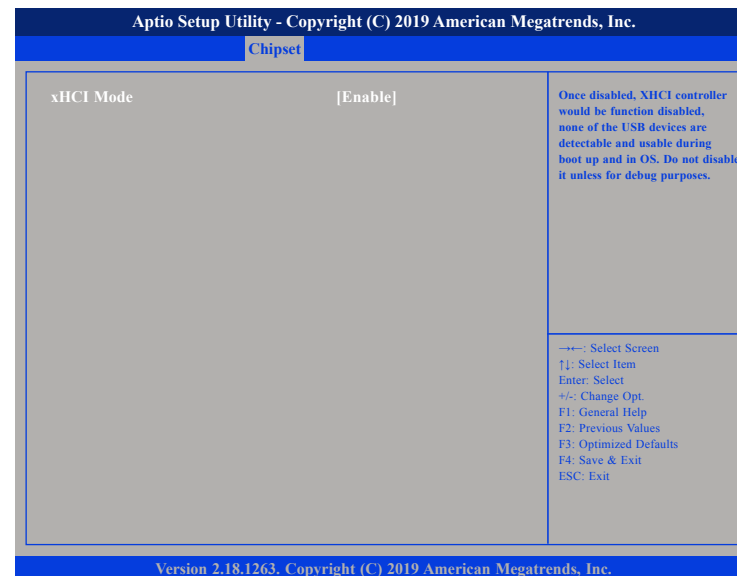 Aptio Setup Utility - Copyright (C) 2019 American Megatrends, Inc.
Chipset
xHCI Mode [Enable]
Once disabled, XHCI controller
would be function disabled,
none of the USB devices are
detectable and usable during
boot up and in OS. Do not disable
it unless for debug purposes.
→←: Select Screen
↑↓: Select Item
Enter: Select
+/-: Change Opt.
F1: General Help
F2: Previous Values
F3: Optimized Defaults
F4: Save & Exit
ESC: Exit
Version 2.18.1263. Copyright (C) 2019 American Megatrends, Inc.